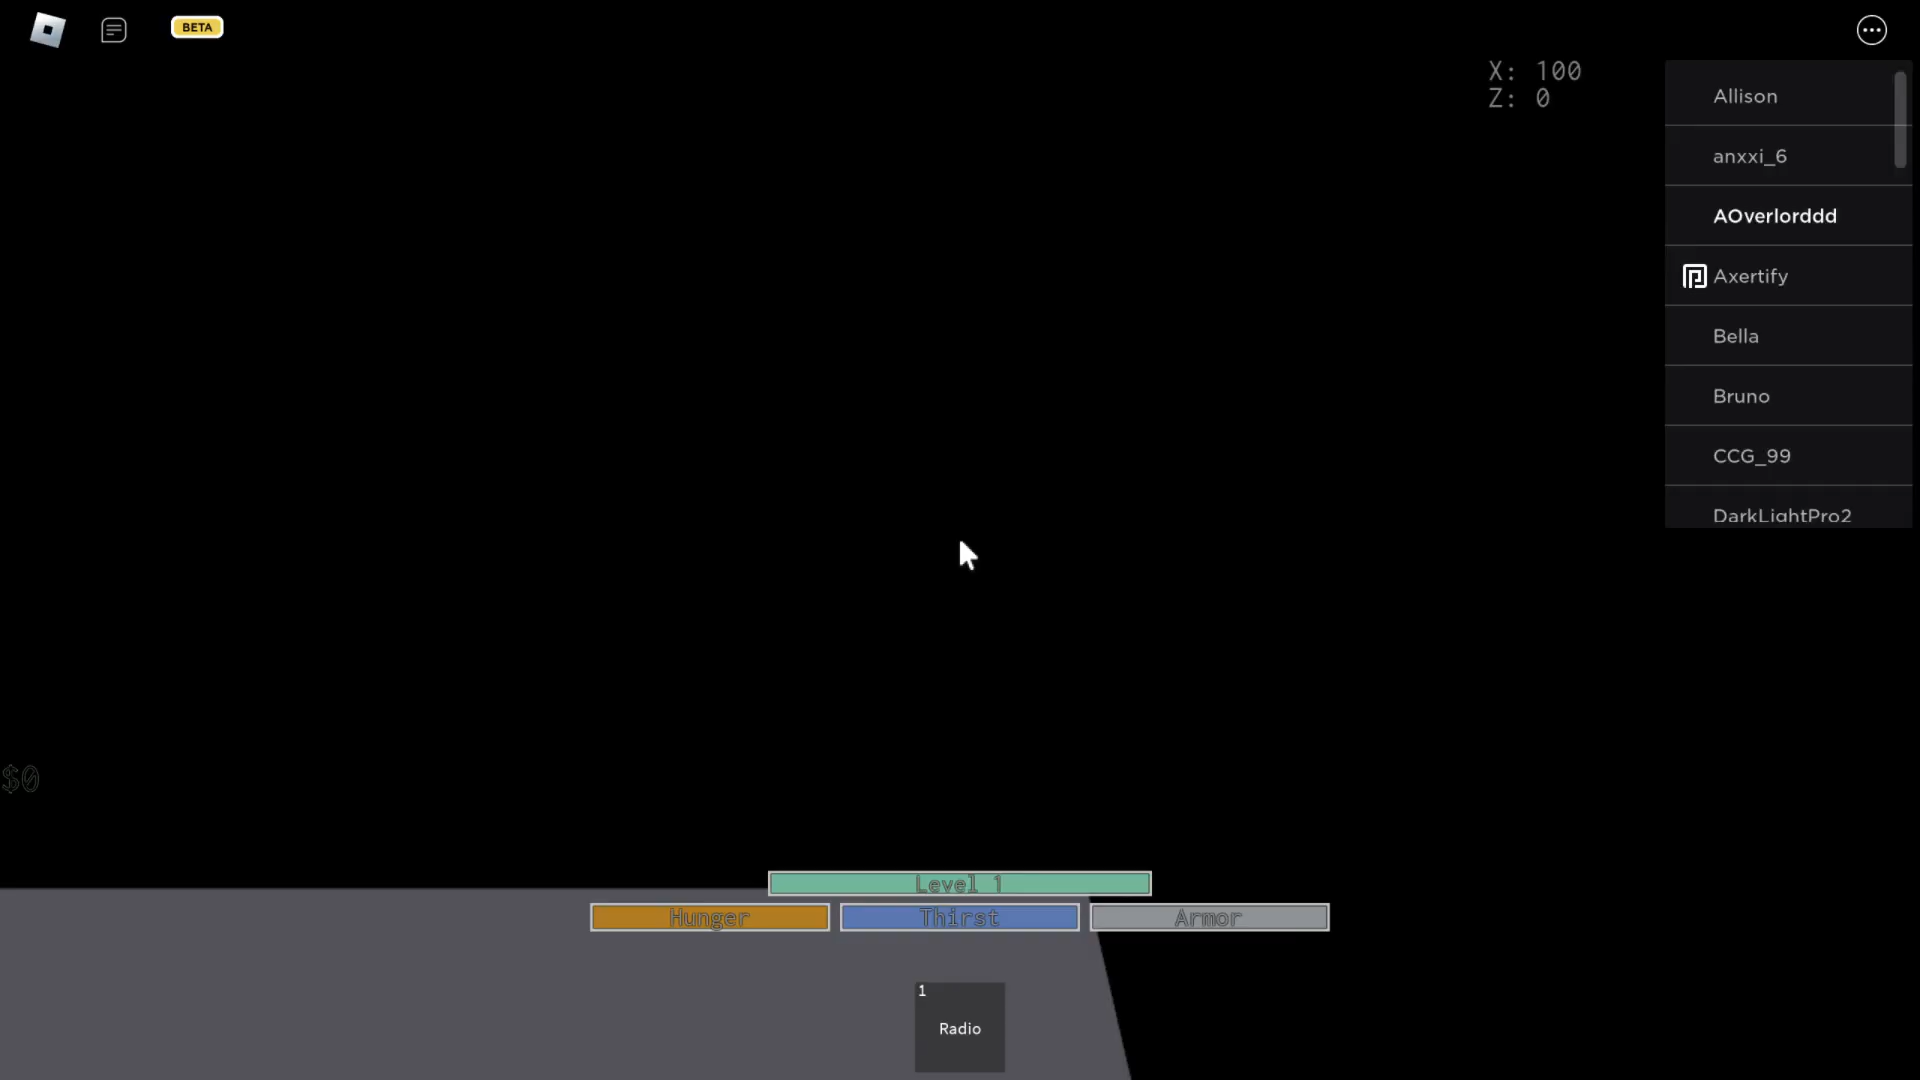 BETA
X: 100
Z: 0
Allison
anxxi_6
AOverlorddd
Axertify
Bella
Bruno
CCG_99
DarkLightPro2
$0
Level 1
Hunger
Thirst
Armor
1
Radio